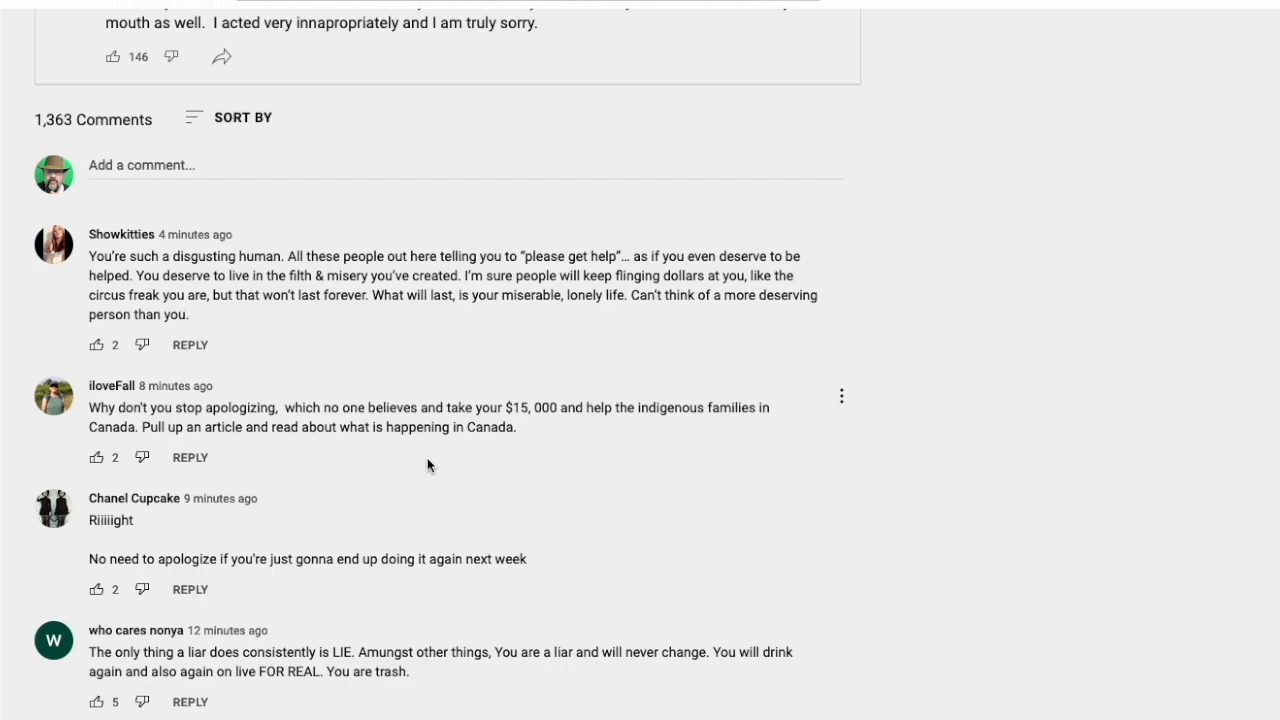 mouth as well.  I acted very innapropriately and I am truly sorry.
146
1,363 Comments
SORT BY
Add a comment...
Showkitties 4 minutes ago
You're such a disgusting human. All these people out here telling you to “please get help”… as if you even deserve to be
helped. You deserve to live in the filth & misery you've created. I'm sure people will keep flinging dollars at you, like the
circus freak you are, but that won't last forever. What will last, is your miserable, lonely life. Can't think of a more deserving
person than you.
2
REPLY
iloveFall 8 minutes ago
Why don't you stop apologizing,  which no one believes and take your $15, 000 and help the indigenous families in
Canada. Pull up an article and read about what is happening in Canada.
2
REPLY
Chanel Cupcake 9 minutes ago
Riiiiight
No need to apologize if you're just gonna end up doing it again next week
2
REPLY
W
who cares nonya 12 minutes ago
The only thing a liar does consistently is LIE. Amungst other things, You are a liar and will never change. You will drink
again and also again on live FOR REAL. You are trash.
5
REPLY